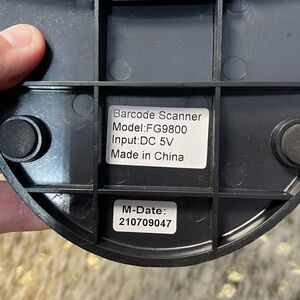 Barcode Scanner
Model:FG9800
Input:DC 5V
Made in China
M-Date:
210709047